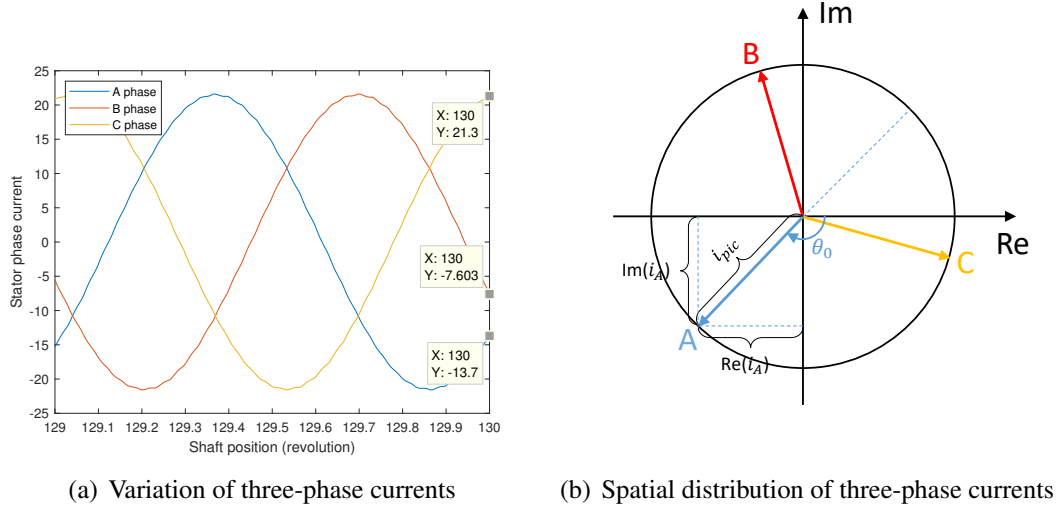 25
20
15
10
5
0
-5
-10
-15
-20
-25
Stator phase current
A phase
B phase
C phase
X: 130
Y: 21.3
X: 130
Y: -7.603
X: 130
Y: -13.7
129 129.1 129.2 129.3 129.4 129.5 129.6 129.7 129.8 129.9 130
Shaft position (revolution)
(a) Variation of three-phase currents
Im
B
Re
θ₀
C
i_pic
Im(i_A)
A
Re(i_A)
(b) Spatial distribution of three-phase currents